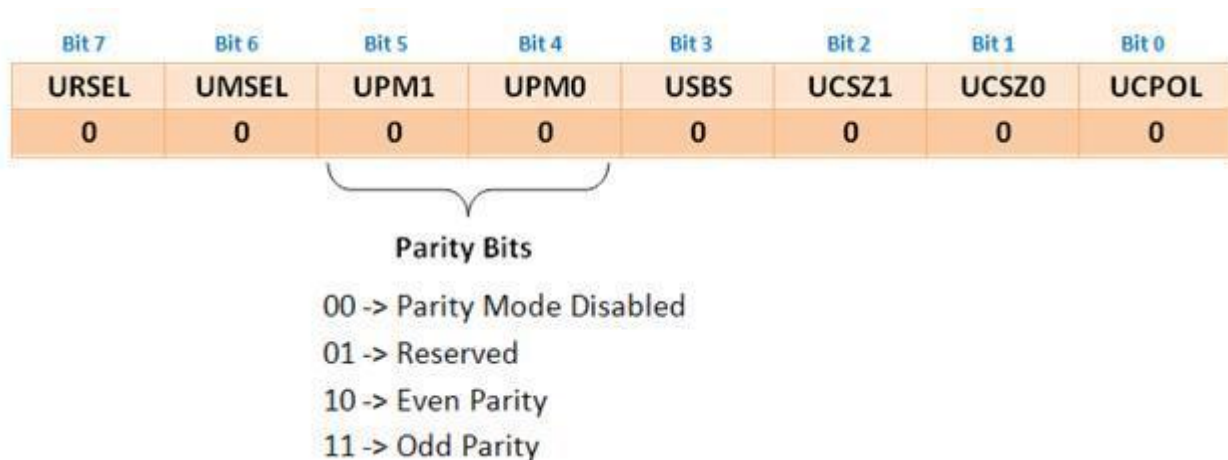 Bit 7 Bit 6 Bit 5 Bit 4 Bit 3 Bit 2 Bit 1 Bit 0
URSEL UMSEL UPM1 UPM0 USBS UCSZ1 UCSZ0 UCPOL
0 0 0 0 0 0 0 0
Parity Bits
00 -> Parity Mode Disabled
01 -> Reserved
10 -> Even Parity
11 -> Odd Parity